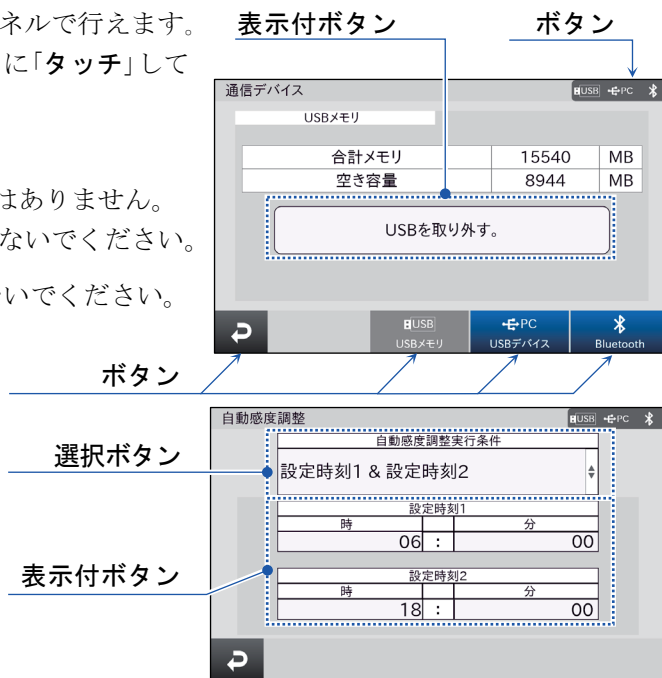 ネルで行えます。
に「タッチ」して
はありません。
ないでください。
いでください。
表示付ボタン
ボタン
通信デバイス
USB
PC
USBメモリ
合計メモリ 15540 MB
空き容量 8944 MB
USBを取り外す。
USB
USBメモリ
PC
USBデバイス
Bluetooth
ボタン
自動感度調整
USB
PC
選択ボタン
自動感度調整実行条件
設定時刻1 & 設定時刻2
設定時刻1
時 分
06 : 00
表示付ボタン
設定時刻2
時 分
18 : 00